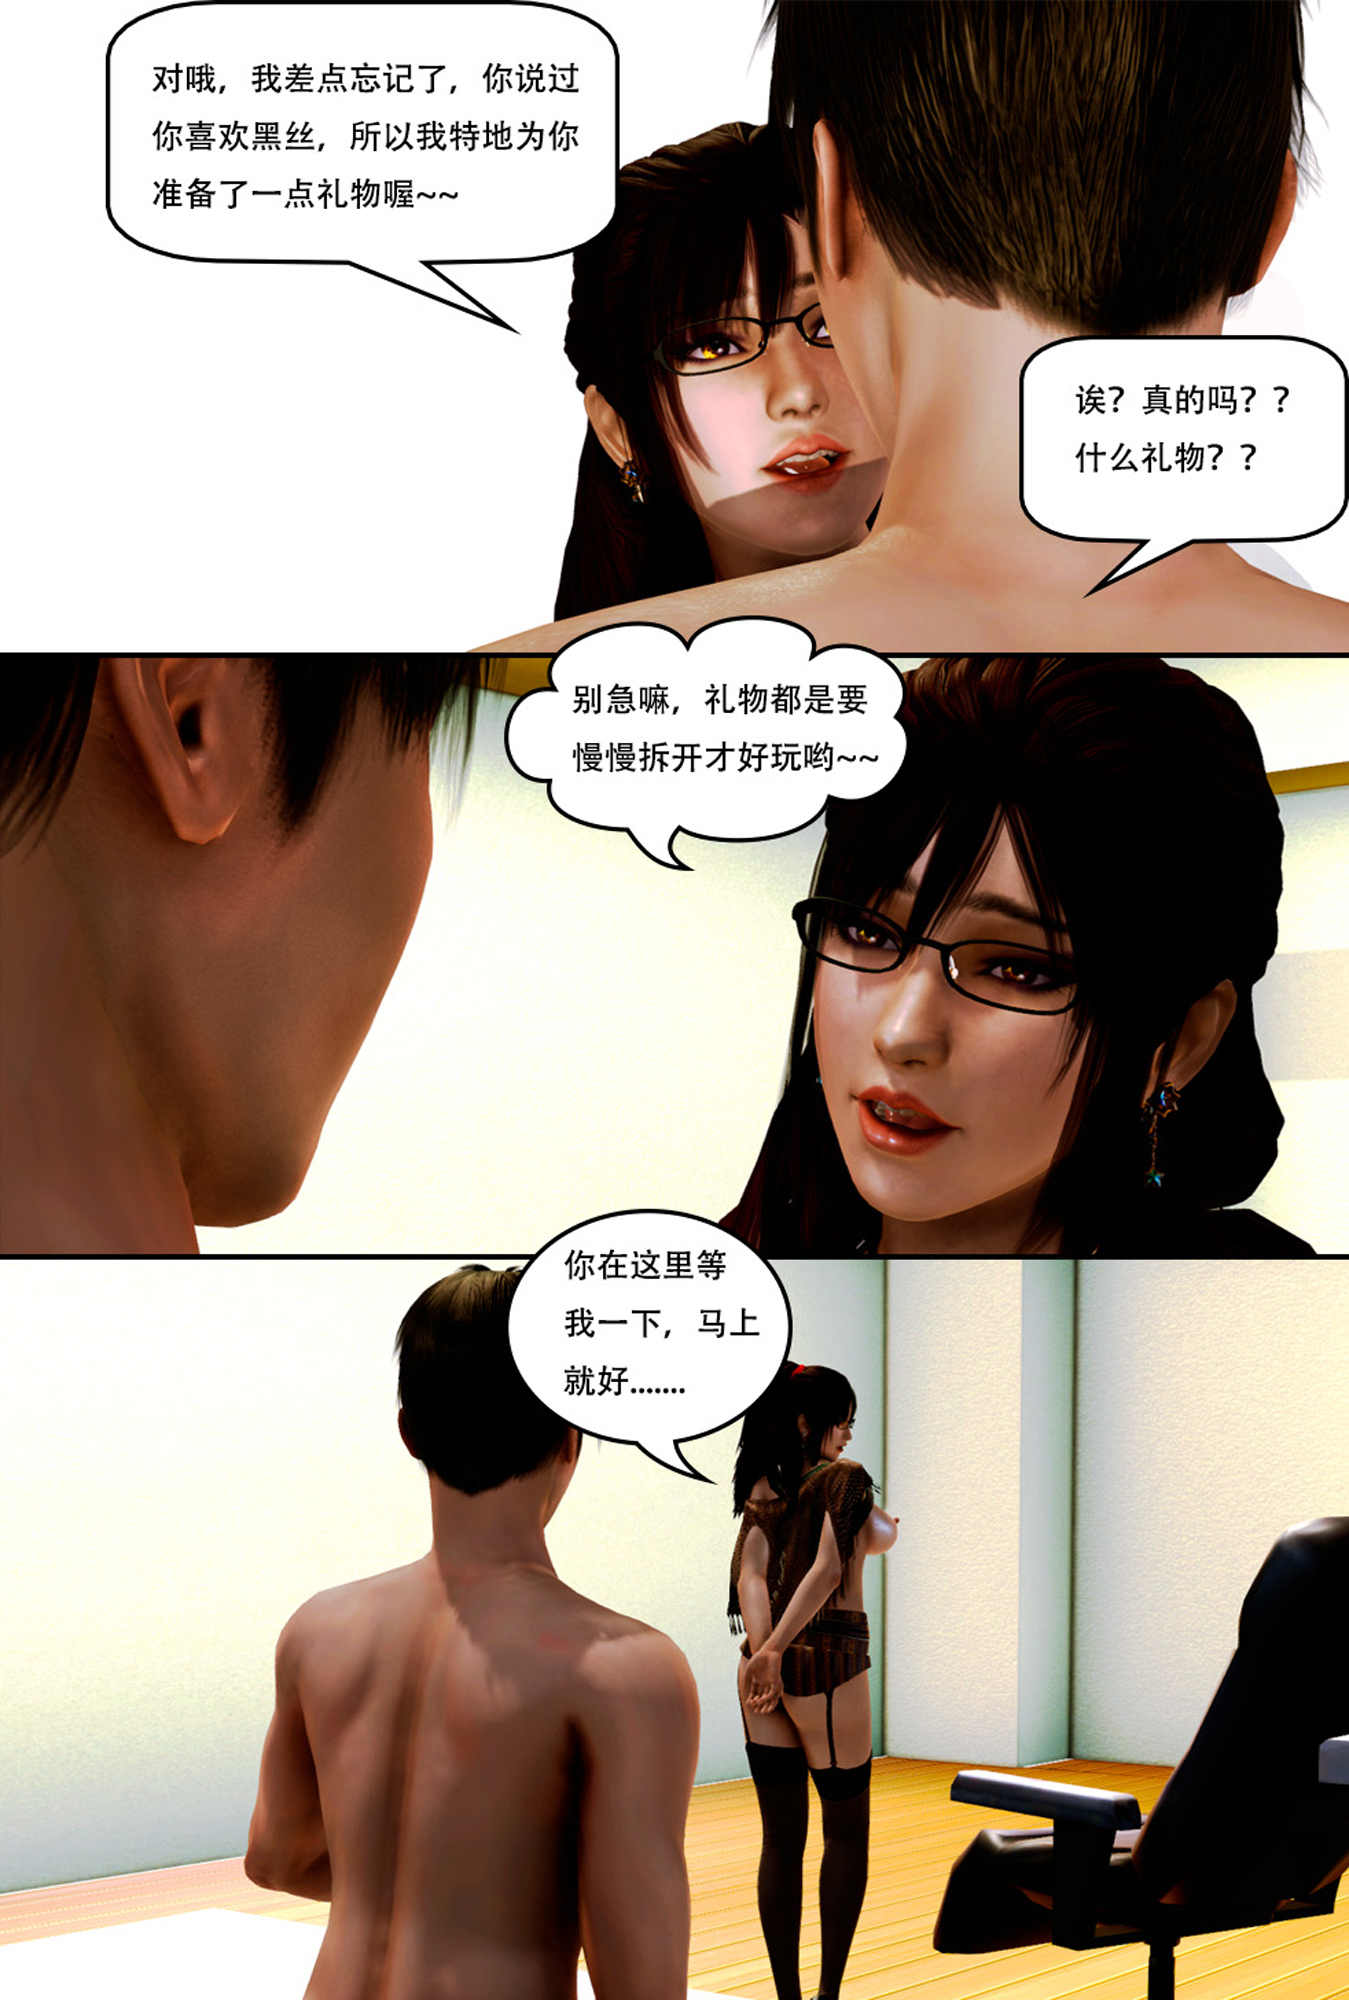 对哦，我差点忘记了，你说过
你喜欢黑丝，所以我特地为你
准备了一点礼物喔~~
诶？真的吗？？
什么礼物？？
别急嘛，礼物都是要
慢慢拆开才好玩哟~~
你在这里等
我一下，马上
就好.......